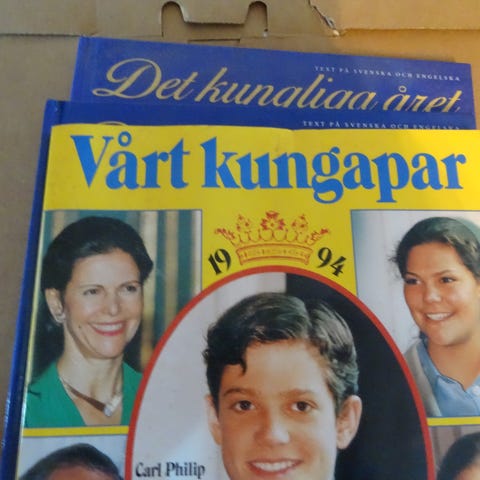 TEXT PÅ SVENSKA OCH ENGELSKA
Det kungliga året
TEXT PÅ SVENSKA OCH ENGELSKA
Vårt kungapar
19 94
Carl Philip